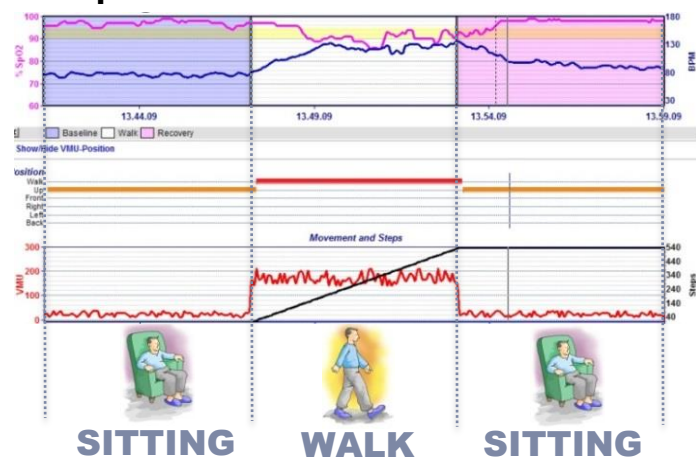 100
180
90
130
80
80
70
60
30
% SpO2
BPM
13.44.09
13.49.09
13.54.09
13.59.09
Baseline Walk Recovery
Show/Hide VMU-Position
osition
Walk
Up
Front
Right
Left
Back
Movement and Steps
300
540
440
200
340
240
100
140
0
40
VMU
Steps
SITTING WALK SITTING